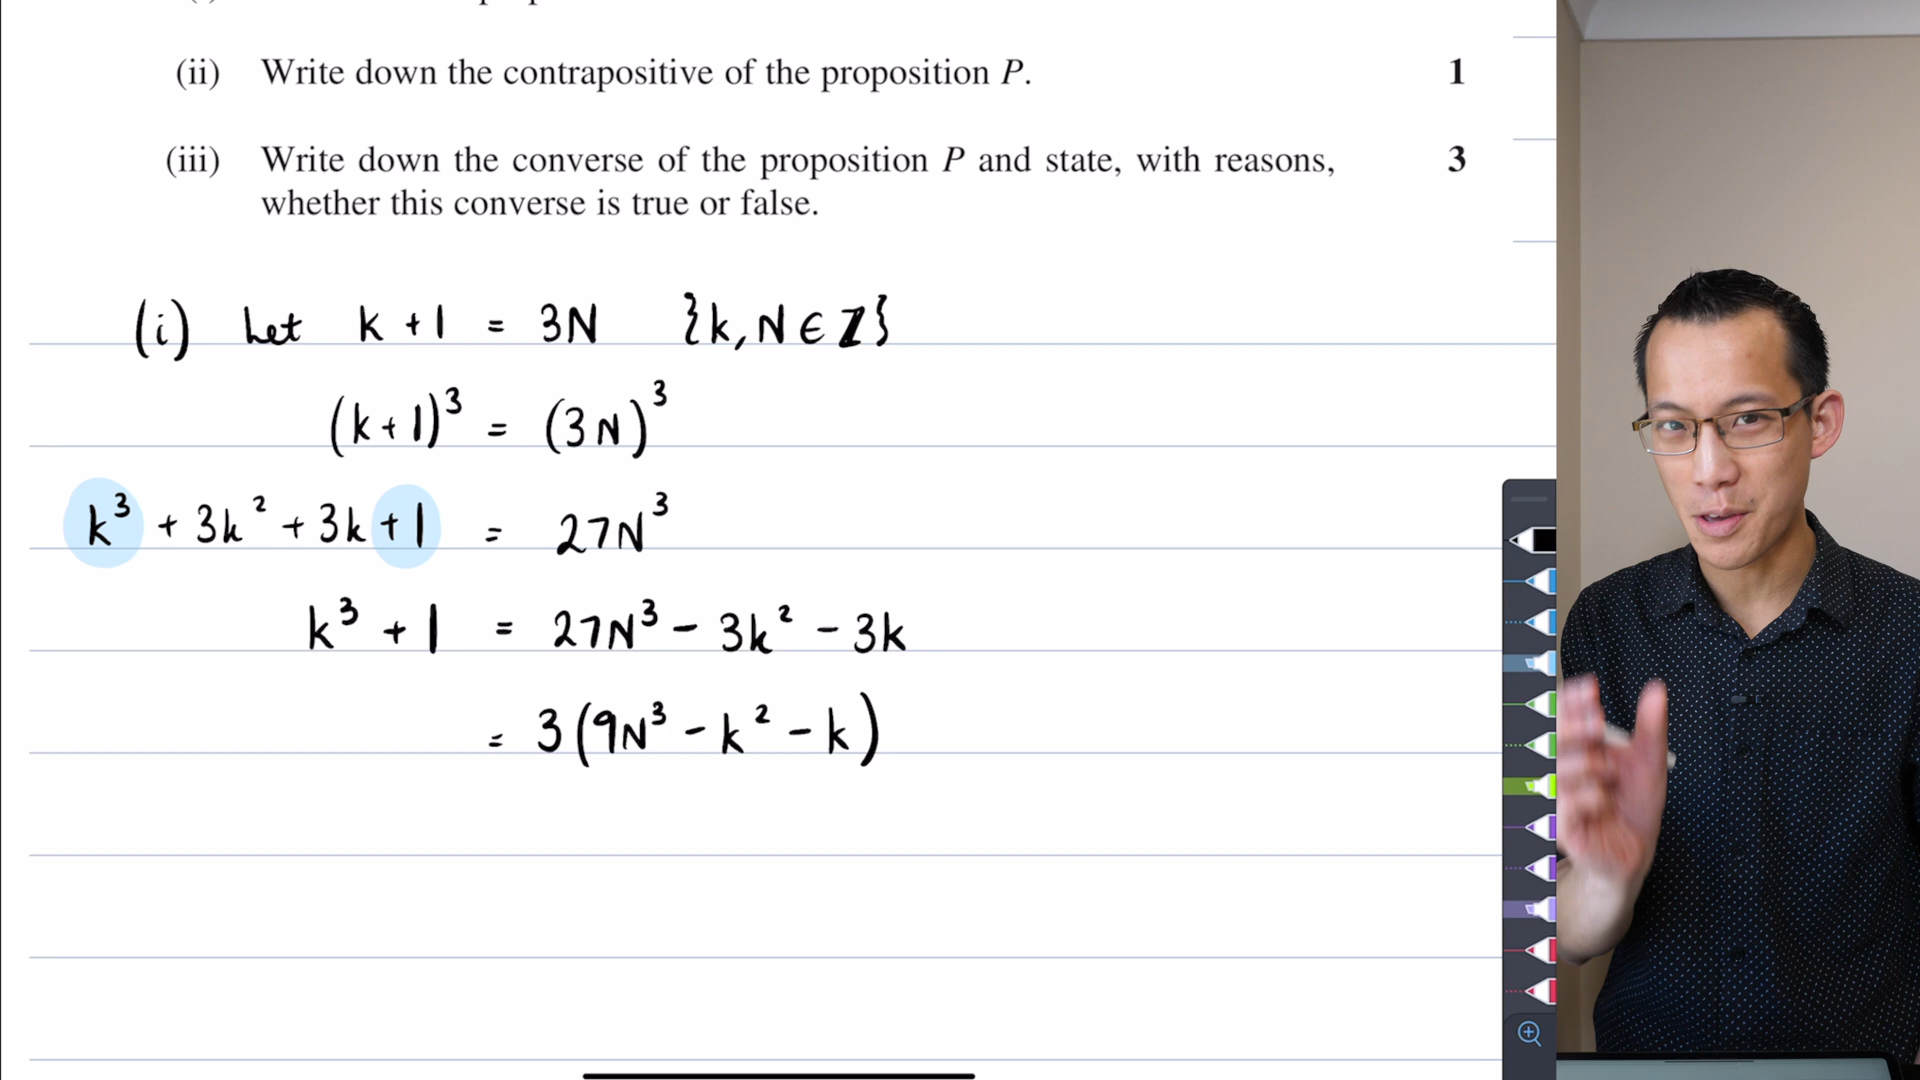 (ii) Write down the contrapositive of the proposition P. 1
(iii) Write down the converse of the proposition P and state, with reasons, 3
whether this converse is true or false.
(i) Let k + 1 = 3N {k, N ∈ ℤ}
(k + 1)³ = (3N)³
k³ + 3k² + 3k + 1 = 27N³
k³ + 1 = 27N³ − 3k² − 3k
= 3(9N³ − k² − k)